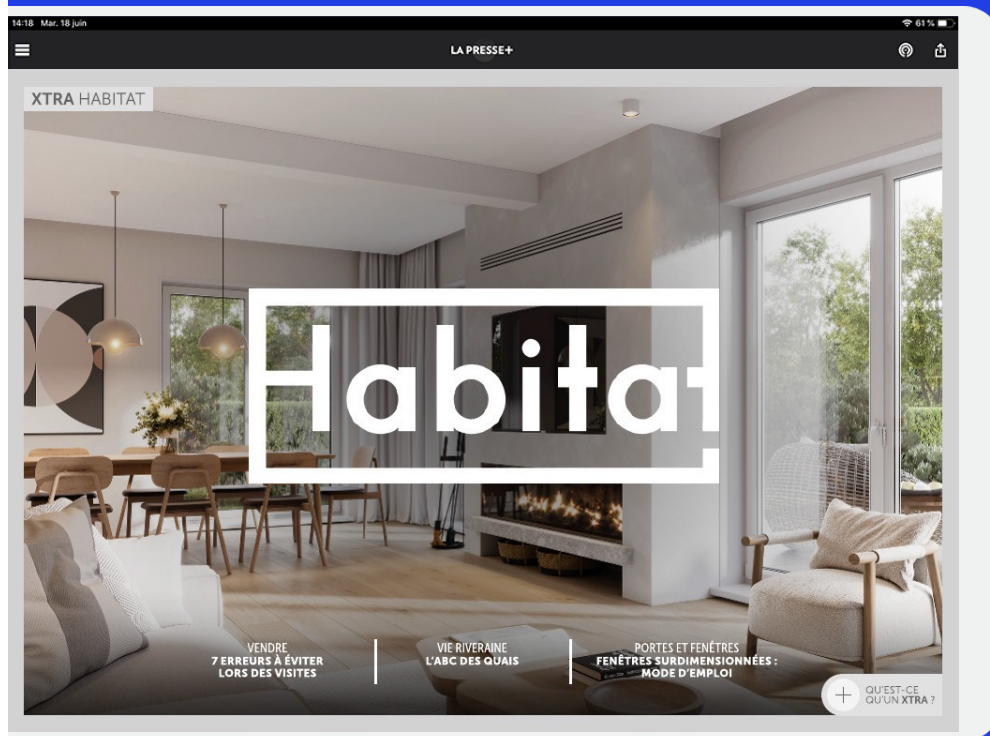 14:18 Mar. 18 juin
61 %
LA PRESSE+
XTRA HABITAT
Habitat
VENDRE
7 ERREURS À ÉVITER
LORS DES VISITES
VIE RIVERAINE
L'ABC DES QUAIS
PORTES ET FENÊTRES
FENÊTRES SURDIMENSIONNÉES :
MODE D'EMPLOI
QU'EST-CE
QU'UN XTRA ?